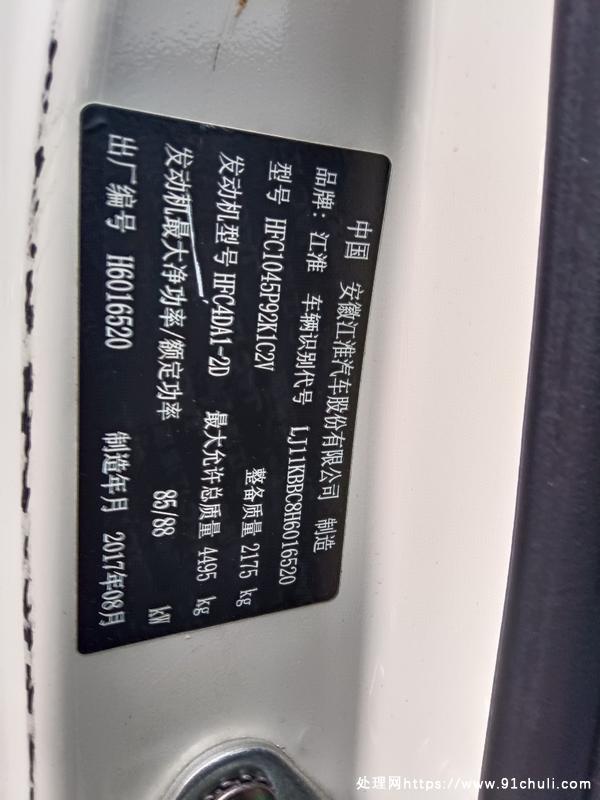 中国 安徽江淮汽车股份有限公司 制造
品牌：江淮 车辆识别代号 LJ11KBBC8H6016520
型号 HFC1045P92K1C2V 整备质量 2175 kg
发动机型号 HFC4DA1-2D 最大允许总质量 4495 kg
发动机最大净功率/额定功率 85/88 kW
出厂编号 H6016520 制造年月 2017年08月
处理网https://www.91chuli.com